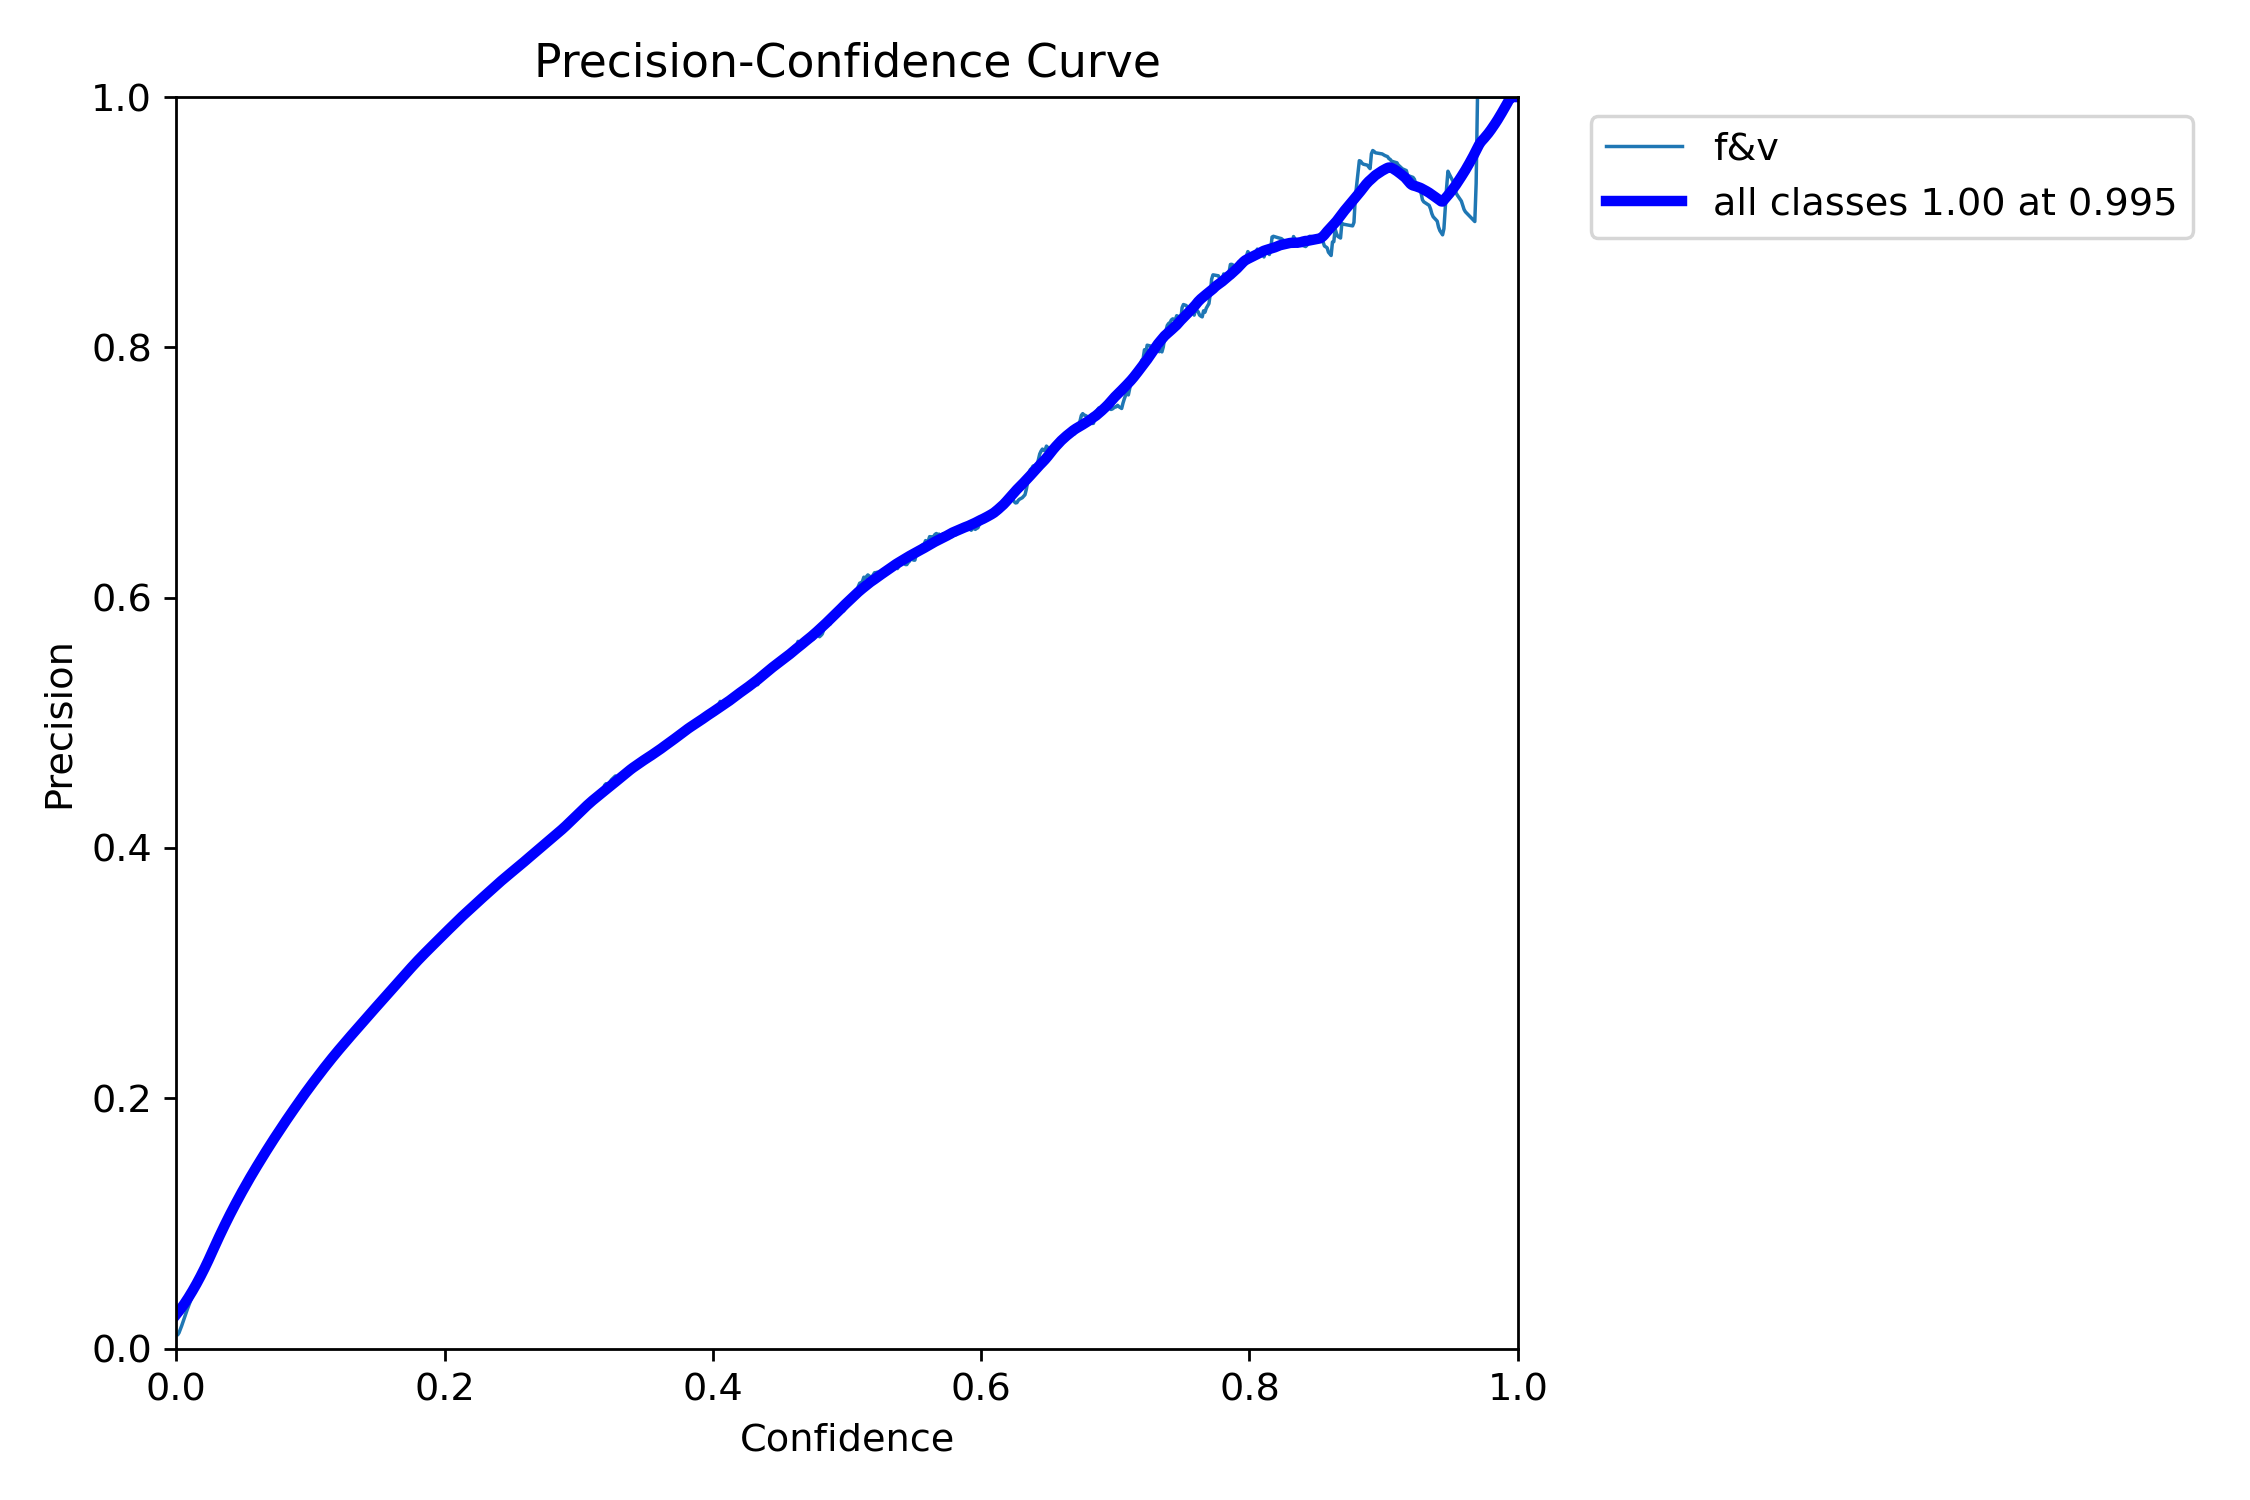 Precision-Confidence Curve
1.0
0.8
0.6
0.4
0.2
0.0
Precision
0.0 0.2 0.4 0.6 0.8 1.0
Confidence
f&v
all classes 1.00 at 0.995